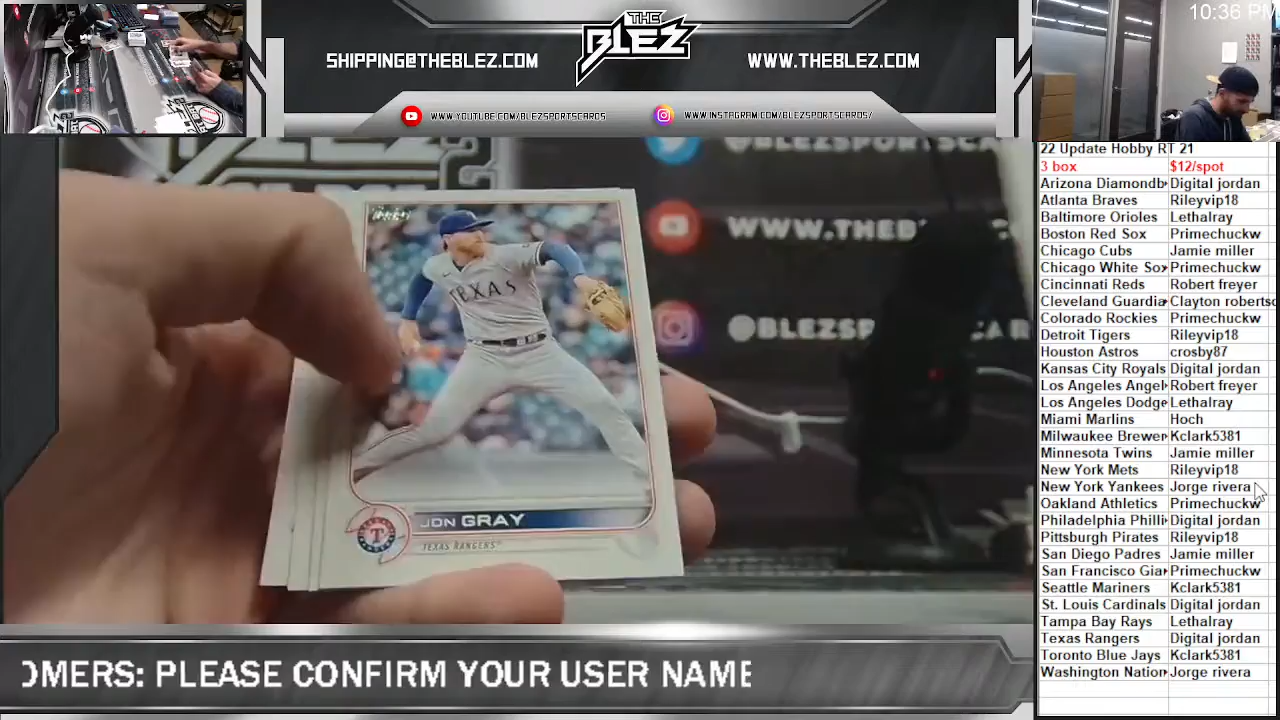 10:36 PM
THE
BLEZ
SHIPPING@THEBLEZ.COM
WWW.THEBLEZ.COM
WWW.YOUTUBE.COM/BLEZSPORTSCARDS
WWW.INSTAGRAM.COM/BLEZSPORTSCARDS/
@BLEZSPORTSCAR
WWW.THEB
@BLEZSP
Topps
TEXAS
JON GRAY
TEXAS RANGERS
OMERS: PLEASE CONFIRM YOUR USER NAME
22 Update Hobby RT 21
3 box $12/spot
Arizona Diamondb Digital jordan
Atlanta Braves Rileyvip18
Baltimore Orioles Lethalray
Boston Red Sox Primechuckw
Chicago Cubs Jamie miller
Chicago White Sox Primechuckw
Cincinnati Reds Robert freyer
Cleveland Guardia Clayton robertso
Colorado Rockies Primechuckw
Detroit Tigers Rileyvip18
Houston Astros crosby87
Kansas City Royals Digital jordan
Los Angeles Angel Robert freyer
Los Angeles Dodge Lethalray
Miami Marlins Hoch
Milwaukee Brewer Kclark5381
Minnesota Twins Jamie miller
New York Mets Rileyvip18
New York Yankees Jorge rivera
Oakland Athletics Primechuckw
Philadelphia Philli Digital jordan
Pittsburgh Pirates Rileyvip18
San Diego Padres Jamie miller
San Francisco Gia Primechuckw
Seattle Mariners Kclark5381
St. Louis Cardinals Digital jordan
Tampa Bay Rays Lethalray
Texas Rangers Digital jordan
Toronto Blue Jays Kclark5381
Washington Nation Jorge rivera